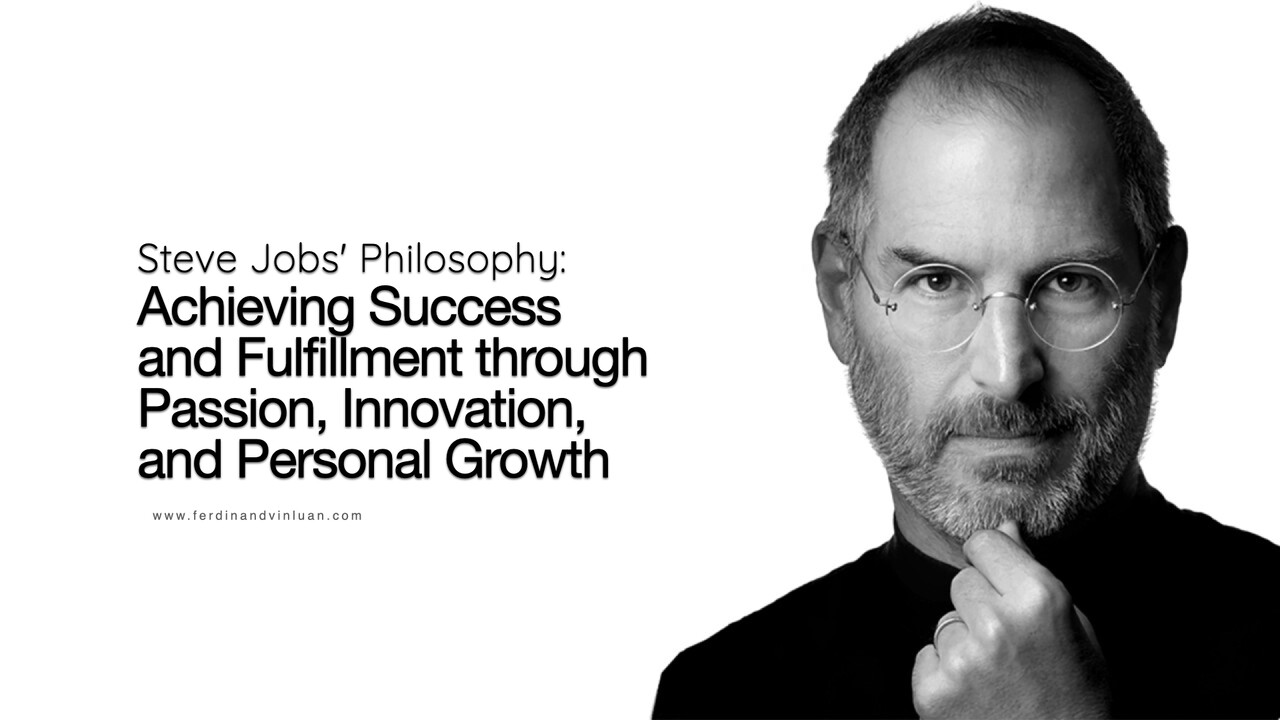 Steve Jobs' Philosophy:
Achieving Success
and Fulfillment through
Passion, Innovation,
and Personal Growth
www.ferdinandvinluan.com